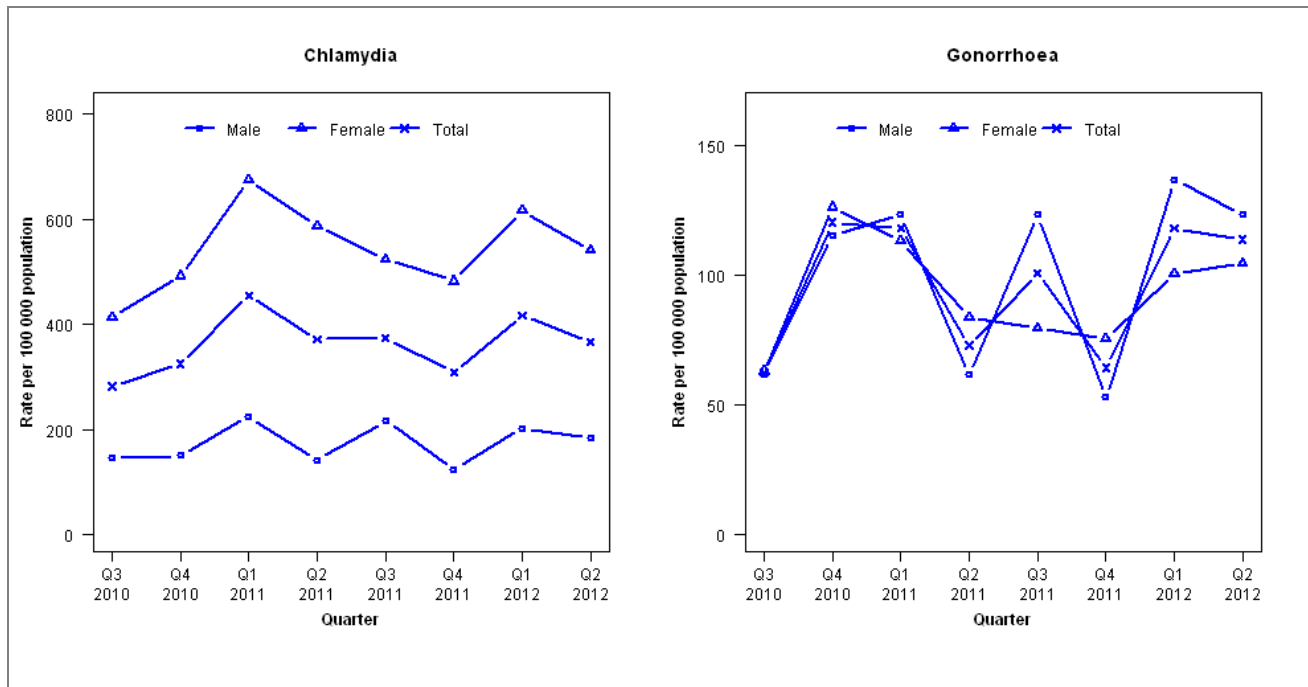 Chlamydia
Male Female Total
800
600
400
200
0
Rate per 100 000 population
Q3 Q4 Q1 Q2 Q3 Q4 Q1 Q2
2010 2010 2011 2011 2011 2011 2012 2012
Quarter
Gonorrhoea
Male Female Total
150
100
50
0
Rate per 100 000 population
Q3 Q4 Q1 Q2 Q3 Q4 Q1 Q2
2010 2010 2011 2011 2011 2011 2012 2012
Quarter